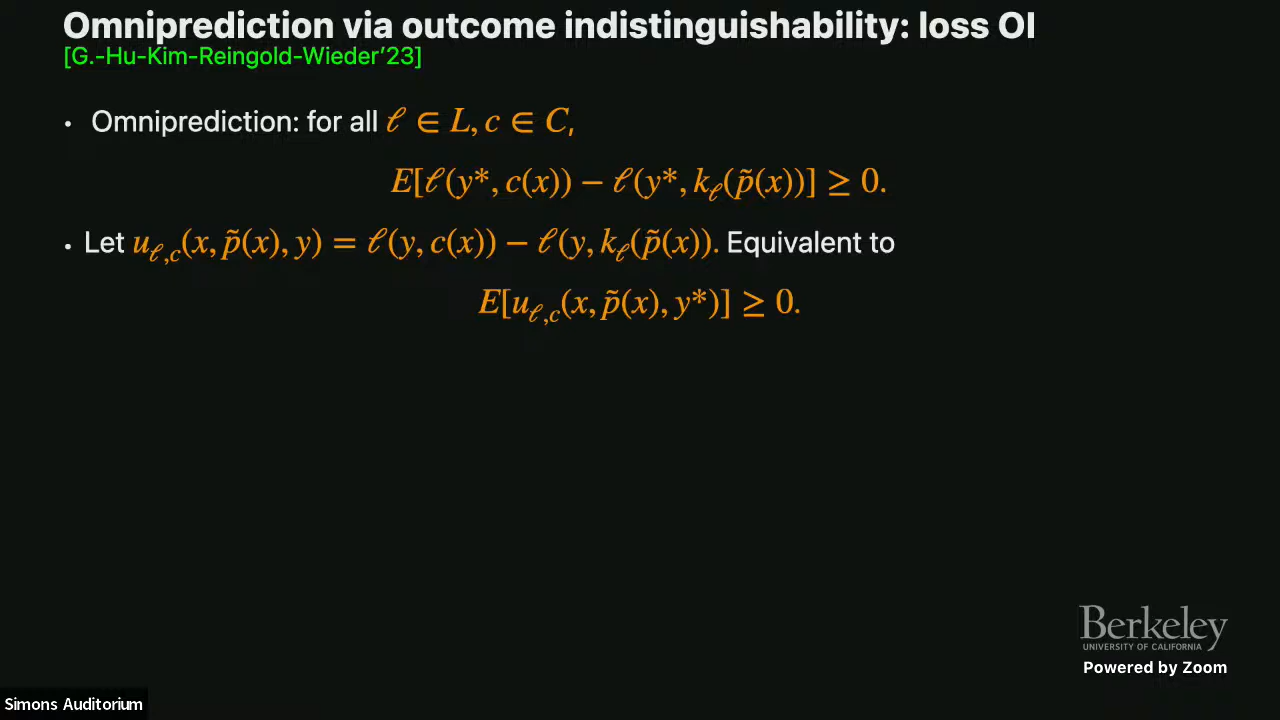 Omniprediction via outcome indistinguishability: loss OI
[G.-Hu-Kim-Reingold-Wieder'23]
• Omniprediction: for all ℓ ∈ L, c ∈ C,
E[ℓ(y*, c(x)) − ℓ(y*, k_ℓ(p̃(x))] ≥ 0.
• Let u_{ℓ,c}(x, p̃(x), y) = ℓ(y, c(x)) − ℓ(y, k_ℓ(p̃(x)). Equivalent to
E[u_{ℓ,c}(x, p̃(x), y*)] ≥ 0.
Berkeley
UNIVERSITY OF CALIFORNIA
Powered by Zoom
Simons Auditorium